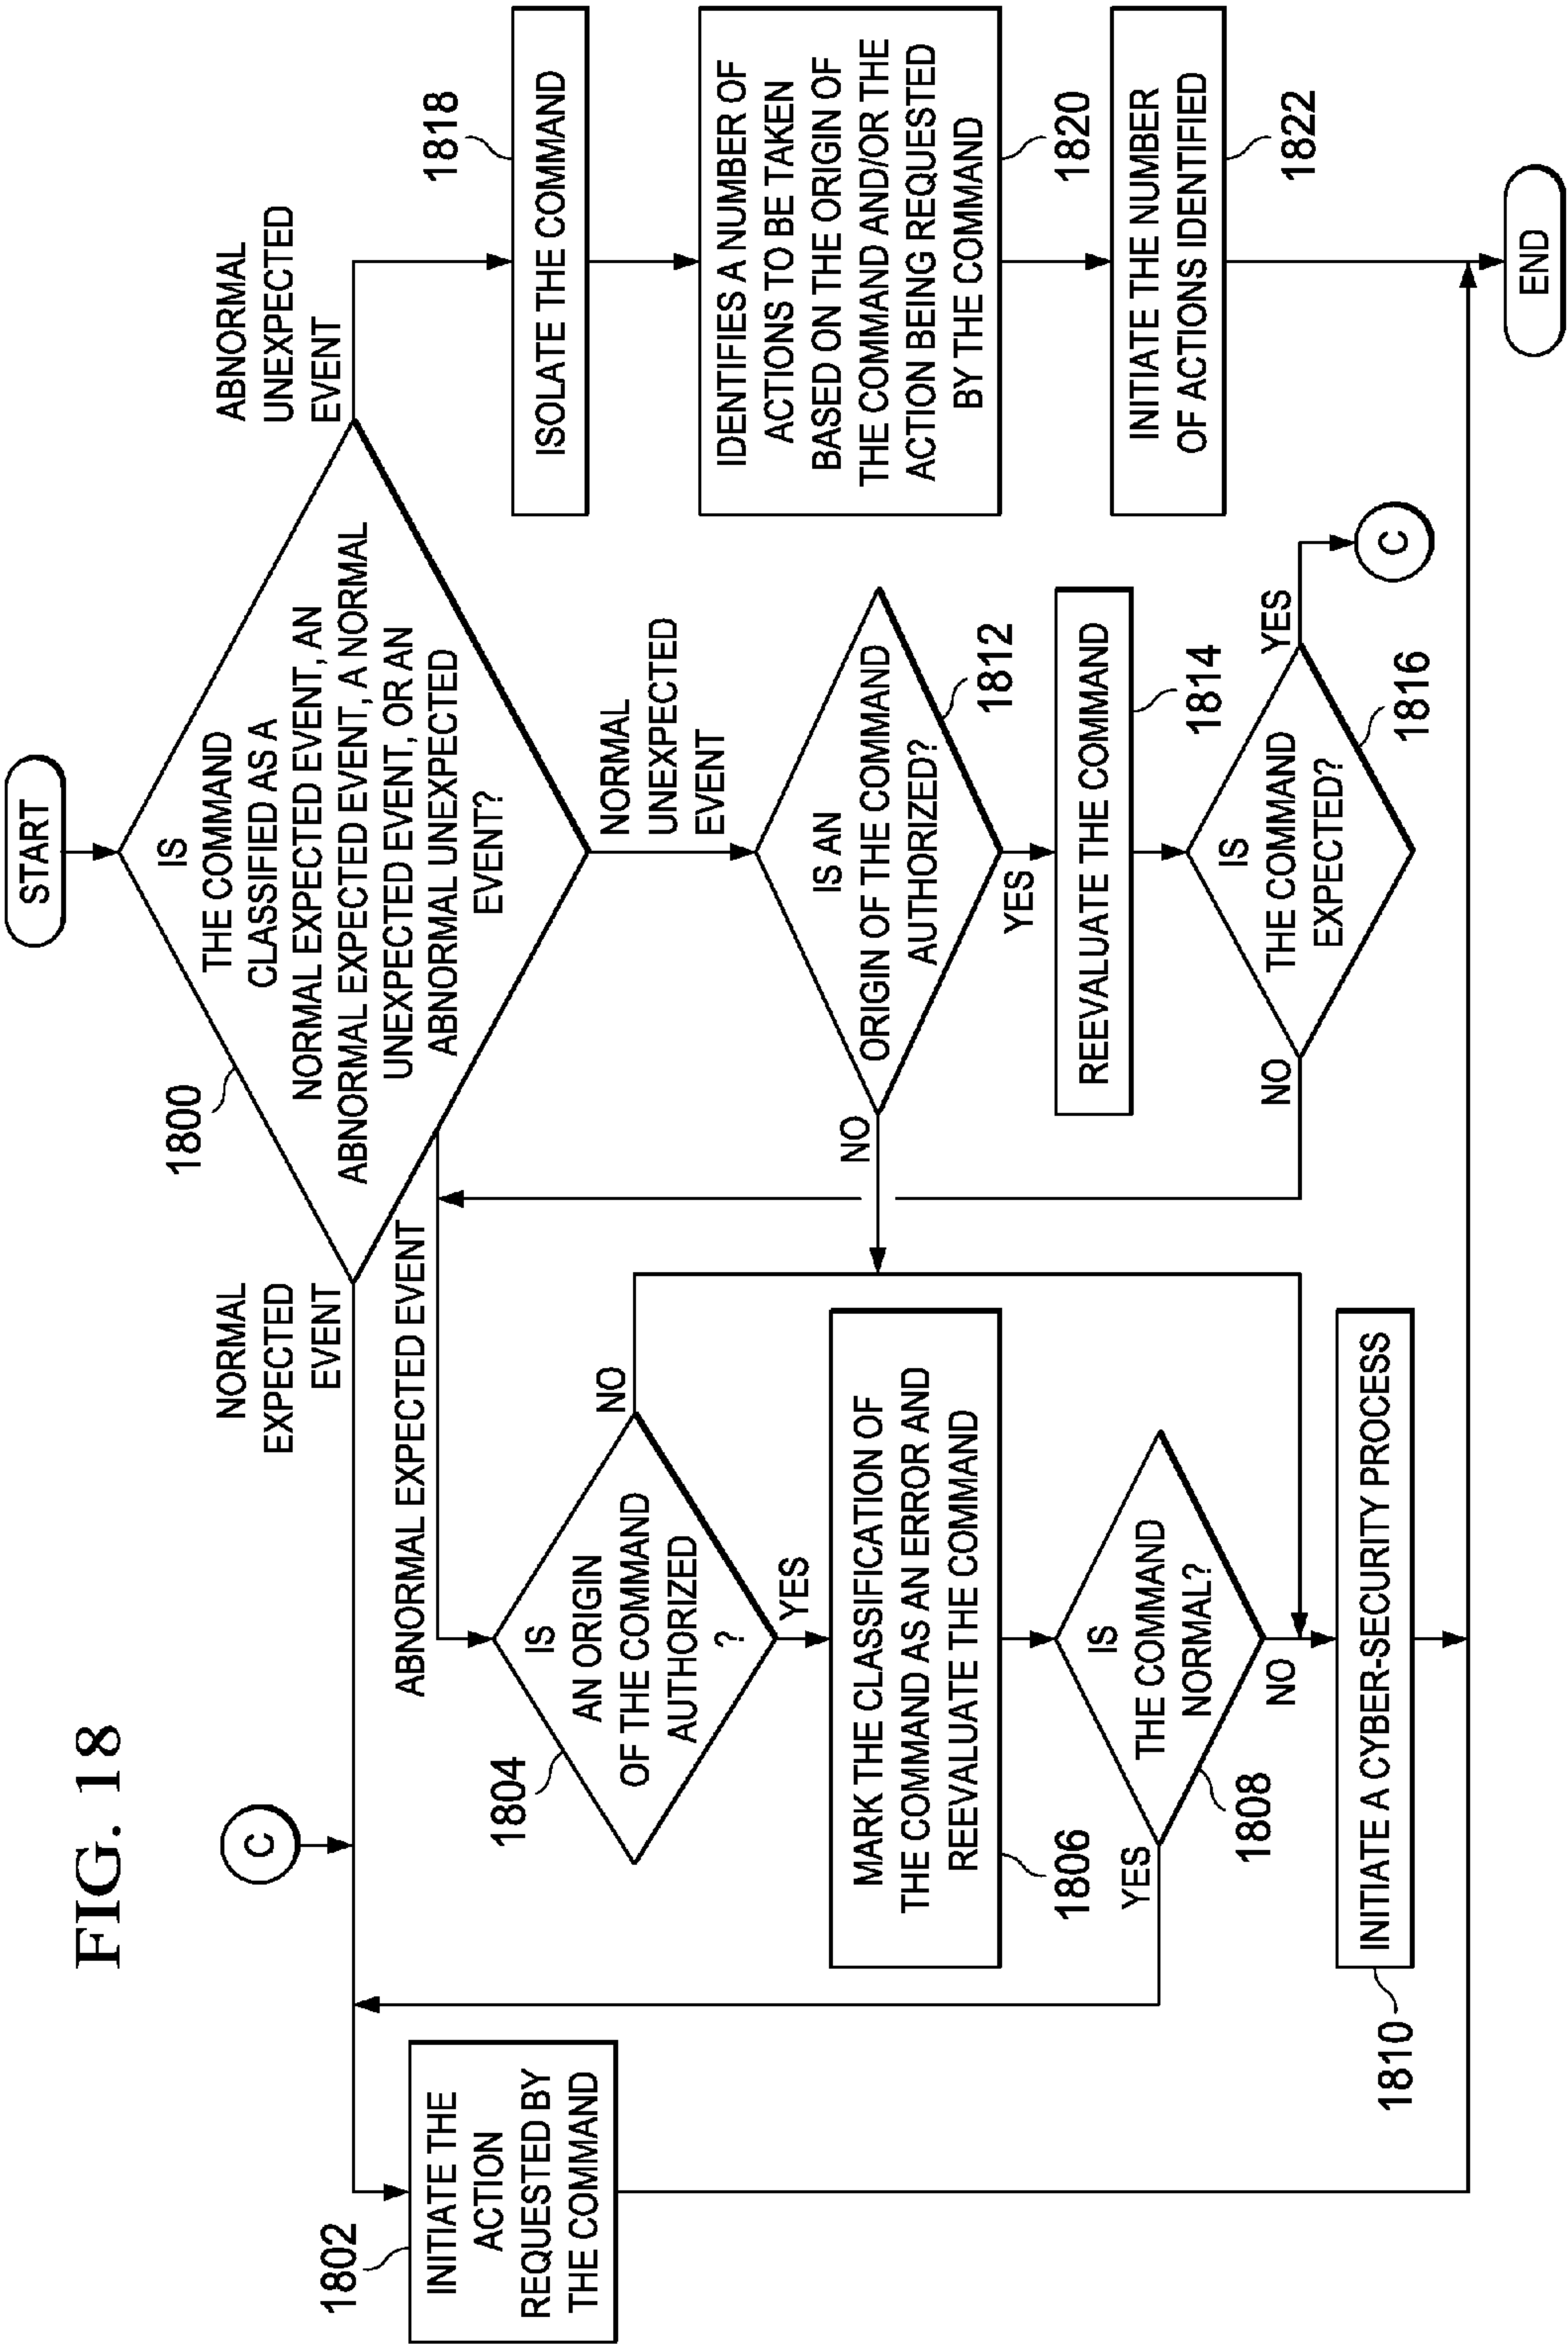 FIG. 18
START
1800
IS
THE COMMAND
CLASSIFIED AS A
NORMAL EXPECTED EVENT, AN
ABNORMAL EXPECTED EVENT, A NORMAL
UNEXPECTED EVENT, OR AN
ABNORMAL UNEXPECTED
EVENT?
NORMAL
EXPECTED
EVENT
ABNORMAL
UNEXPECTED
EVENT
C
1802
INITIATE THE
ACTION
REQUESTED BY
THE COMMAND
ABNORMAL EXPECTED EVENT
1804
IS
AN ORIGIN
OF THE COMMAND
AUTHORIZED
?
NO
YES
MARK THE CLASSIFICATION OF
THE COMMAND AS AN ERROR AND
REEVALUATE THE COMMAND
1806
IS
THE COMMAND
NORMAL?
1808
YES
NO
INITIATE A CYBER-SECURITY PROCESS
1810
NORMAL
UNEXPECTED
EVENT
IS AN
ORIGIN OF THE COMMAND
AUTHORIZED?
1812
NO
YES
REEVALUATE THE COMMAND
1814
IS
THE COMMAND
EXPECTED?
1816
NO
YES
C
1818
ISOLATE THE COMMAND
IDENTIFIES A NUMBER OF
ACTIONS TO BE TAKEN
BASED ON THE ORIGIN OF
THE COMMAND AND/OR THE
ACTION BEING REQUESTED
BY THE COMMAND
1820
INITIATE THE NUMBER
OF ACTIONS IDENTIFIED
1822
END